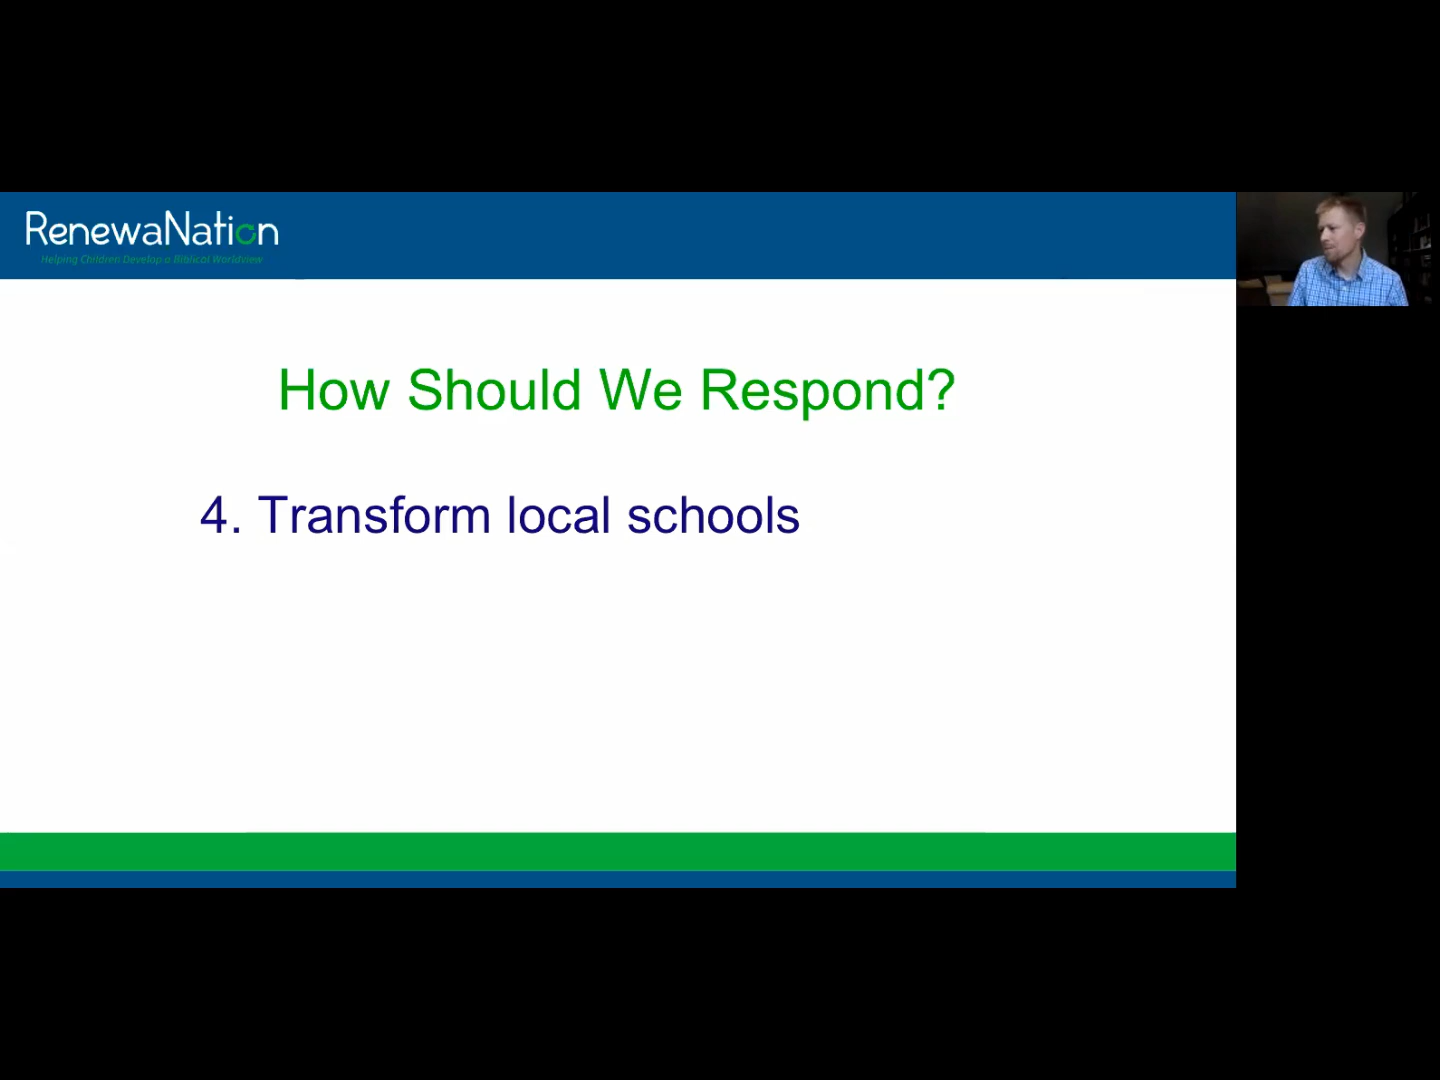 RenewaNation
Helping Children Develop a Biblical Worldview
How Should We Respond?
4. Transform local schools